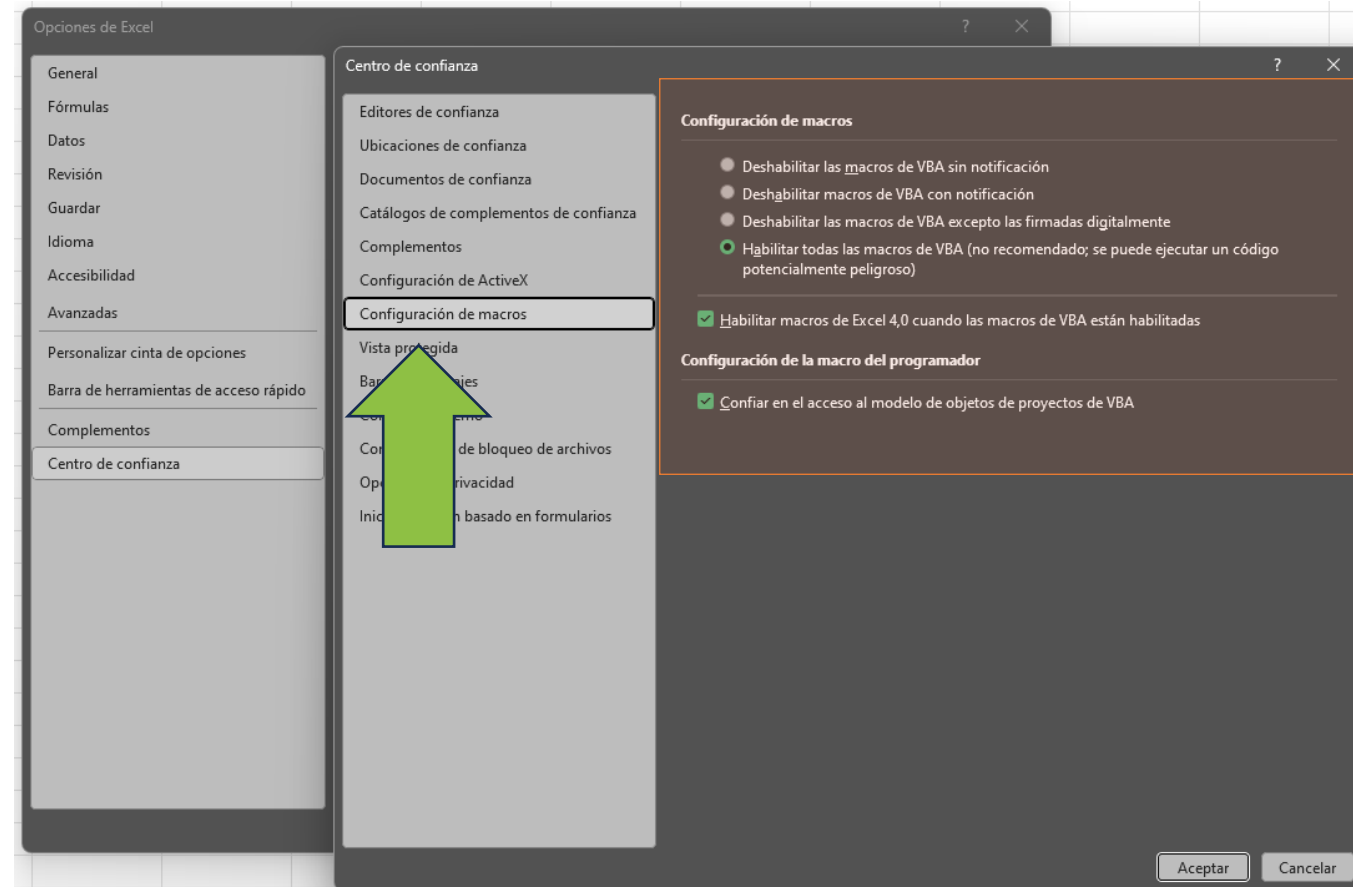 Opciones de Excel
?
General
Fórmulas
Datos
Revisión
Guardar
Idioma
Accesibilidad
Avanzadas
Personalizar cinta de opciones
Barra de herramientas de acceso rápido
Complementos
Centro de confianza
Centro de confianza
?
Editores de confianza
Ubicaciones de confianza
Documentos de confianza
Catálogos de complementos de confianza
Complementos
Configuración de ActiveX
Configuración de macros
Vista
de bloqueo de archivos
basado en formularios
Configuración de macros
Deshabilitar las macros de VBA sin notificación
Deshabilitar macros de VBA con notificación
Deshabilitar las macros de VBA excepto las firmadas digitalmente
Habilitar todas las macros de VBA (no recomendado; se puede ejecutar un código
potencialmente peligroso)
Habilitar macros de Excel 4,0 cuando las macros de VBA están habilitadas
Configuración de la macro del programador
Confiar en el acceso al modelo de objetos de proyectos de VBA
Aceptar
Cancelar